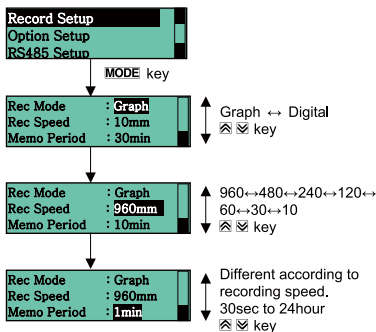 Record Setup
Option Setup
RS485 Setup
MODE key
Rec Mode : Graph
Rec Speed : 10mm
Memo Period : 30min
Graph ↔ Digital
key
Rec Mode : Graph
Rec Speed : 960mm
Memo Period : 10min
960↔480↔240↔120↔
60↔30↔10
key
Rec Mode : Graph
Rec Speed : 960mm
Memo Period : 1min
Different according to
recording speed.
30sec to 24hour
key